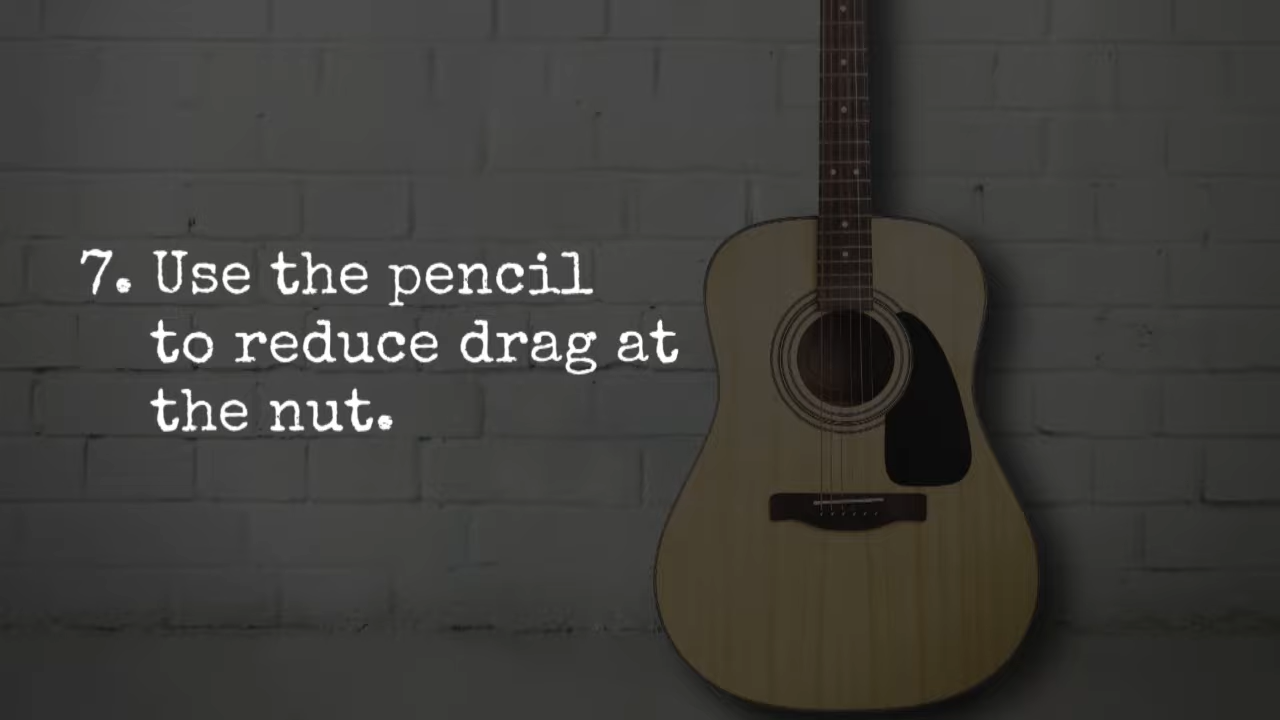 7. Use the pencil
to reduce drag at
the nut.